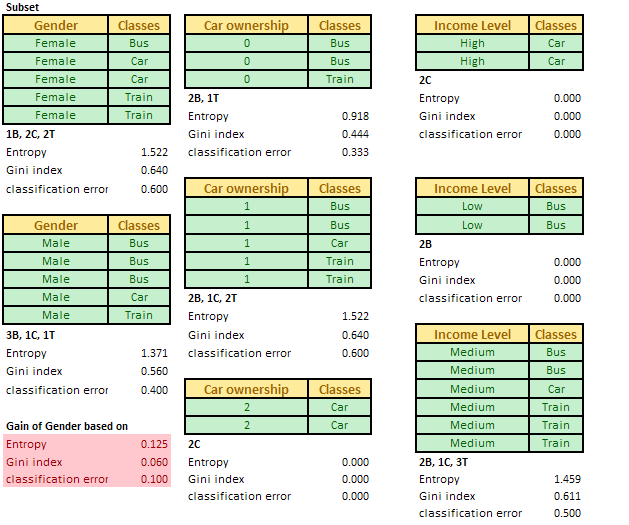 Subset
Gender Classes
Female Bus
Female Car
Female Car
Female Train
Female Train
1B, 2C, 2T
Entropy 1.522
Gini index 0.640
classification error 0.600
Gender Classes
Male Bus
Male Bus
Male Bus
Male Car
Male Train
3B, 1C, 1T
Entropy 1.371
Gini index 0.560
classification error 0.400
Gain of Gender based on
Entropy 0.125
Gini index 0.060
classification error 0.100
Car ownership Classes
0 Bus
0 Bus
0 Train
2B, 1T
Entropy 0.918
Gini index 0.444
classification error 0.333
Car ownership Classes
1 Bus
1 Bus
1 Car
1 Train
1 Train
2B, 1C, 2T
Entropy 1.522
Gini index 0.640
classification error 0.600
Car ownership Classes
2 Car
2 Car
2C
Entropy 0.000
Gini index 0.000
classification error 0.000
Income Level Classes
High Car
High Car
2C
Entropy 0.000
Gini index 0.000
classification error 0.000
Income Level Classes
Low Bus
Low Bus
2B
Entropy 0.000
Gini index 0.000
classification error 0.000
Income Level Classes
Medium Bus
Medium Bus
Medium Car
Medium Train
Medium Train
Medium Train
2B, 1C, 3T
Entropy 1.459
Gini index 0.611
classification error 0.500